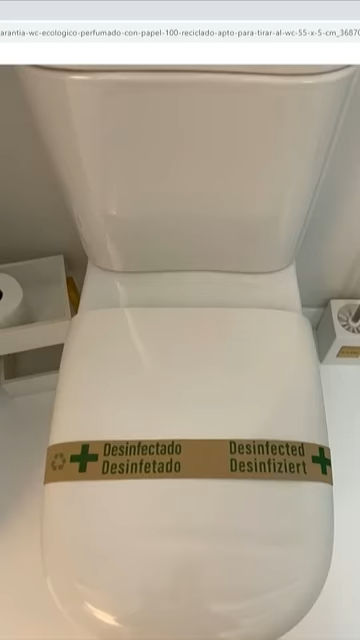 arantia-wc-ecologico-perfumado-con-papel-100-reciclado-apto-para-tirar-al-wc-55-x-5-cm_3687
Desinfectado Desinfected
Desinfetado Desinfiziert